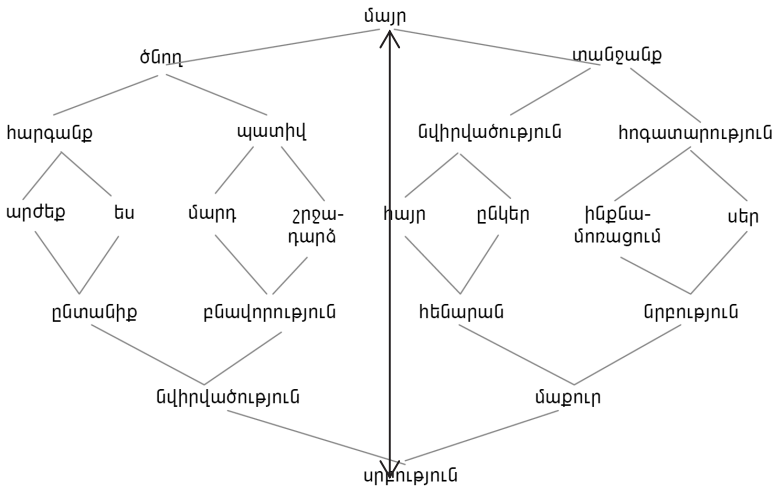 մայր
ծնող
տանջանք
հարգանք
պատիվ
նվիրվածություն
հոգատարություն
արժեք
ես
մարդ
շրջա-
դարձ
հայր
ընկեր
ինքնա-
մոռացում
սեր
ընտանիք
բնավորություն
հենարան
նրբություն
նվիրվածություն
մաքուր
սրբություն